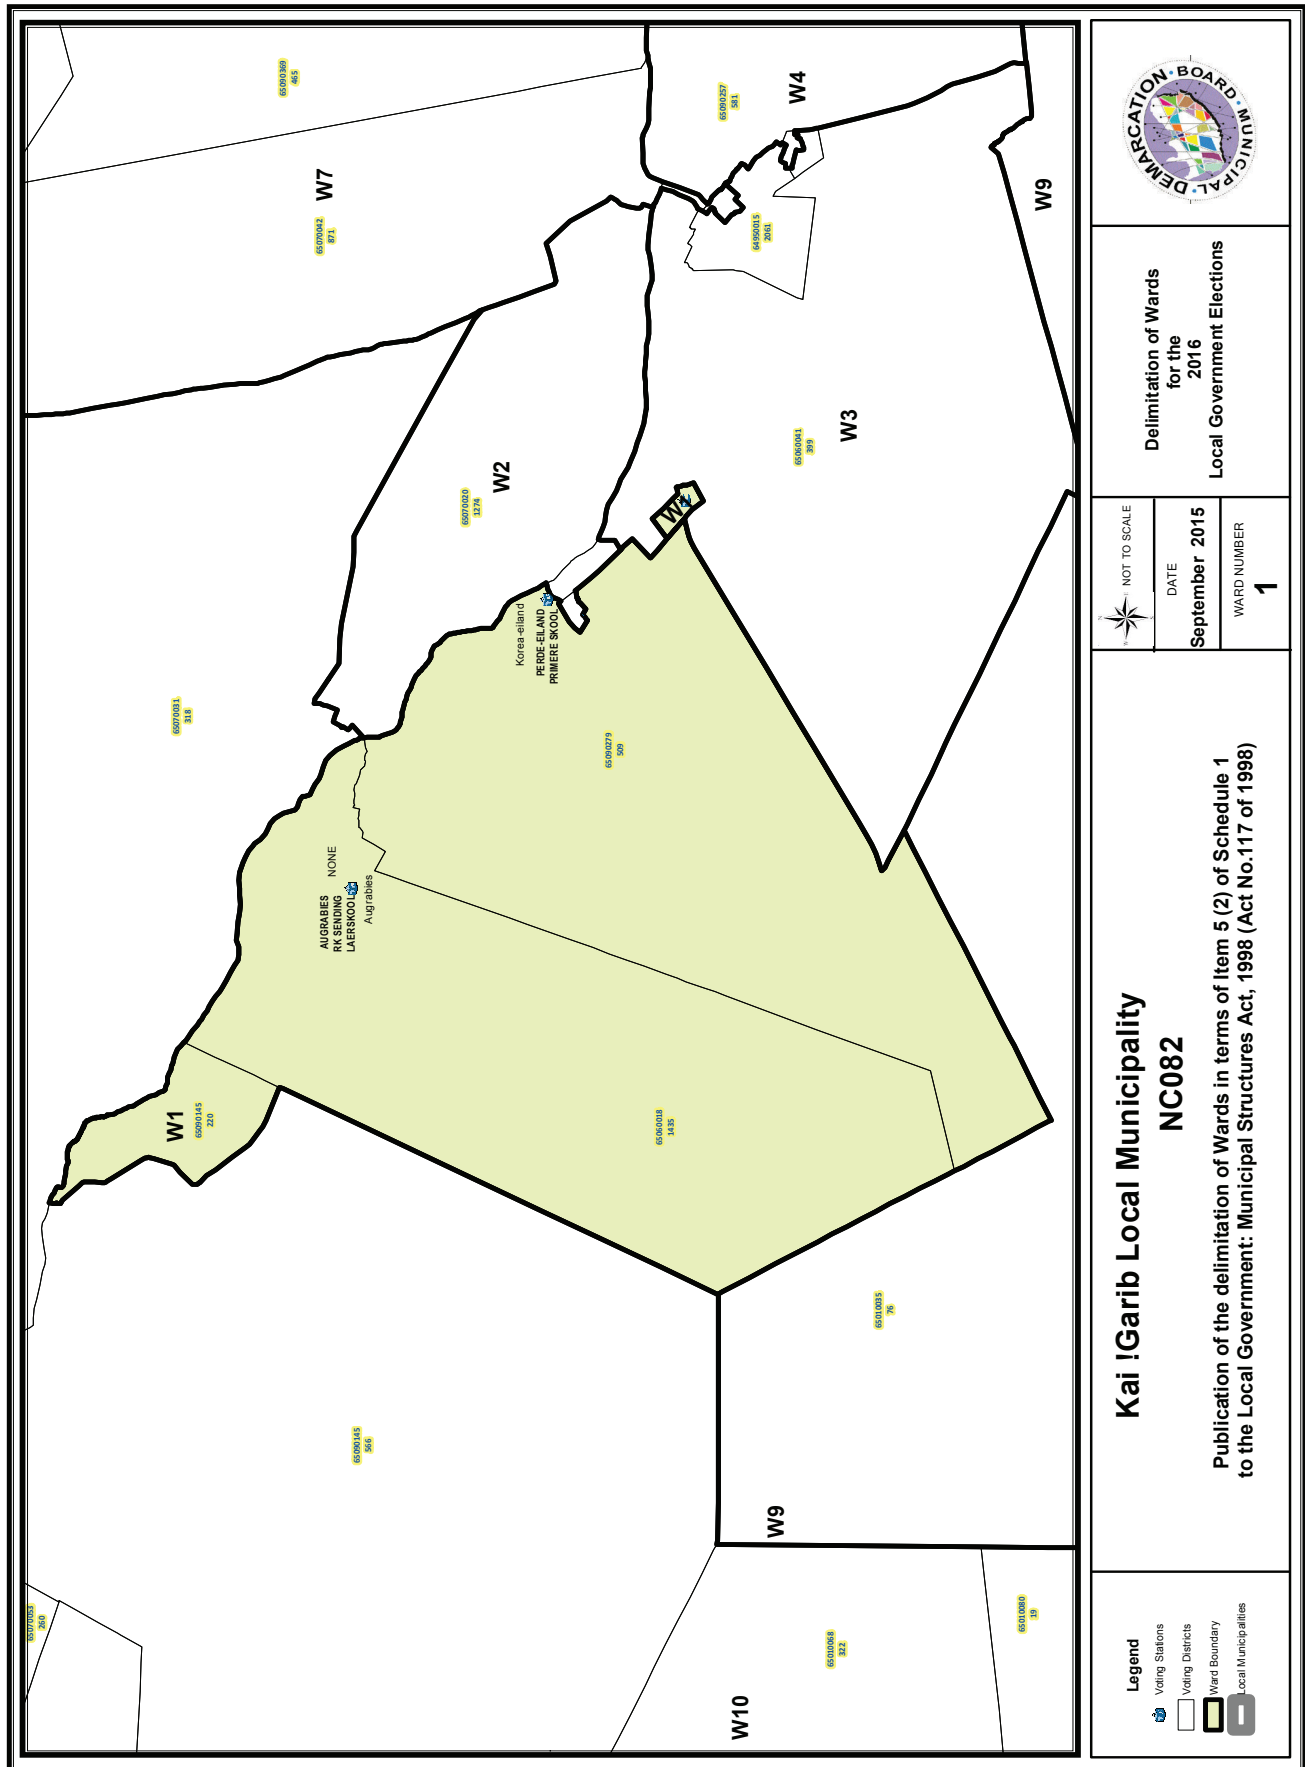 65090369
465
65070042
871
W7
65090257
581
W4
64950015
2061
W9
65070020
1274
W2
65060041
399
W3
65070031
318
Korea-eiland
PERDE-EILAND
PRIMERE SKOOL
65090279
509
NONE
AUGRABIES
RK SENDING
LAERSKOOL
Augrabies
W1
65090145
220
65060018
1435
65010035
76
65090145
566
W9
65070053
260
65010068
322
65010080
19
W10
Legend
Voting Stations
Voting Districts
Ward Boundary
Local Municipalities
Kai !Garib Local Municipality
NC082
Publication of the delimitation of Wards in terms of Item 5 (2) of Schedule 1
to the Local Government: Municipal Structures Act, 1998 (Act No.117 of 1998)
NOT TO SCALE
DATE
September 2015
WARD NUMBER
1
Delimitation of Wards
for the
2016
Local Government Elections
MUNICIPAL • DEMARCATION • BOARD •